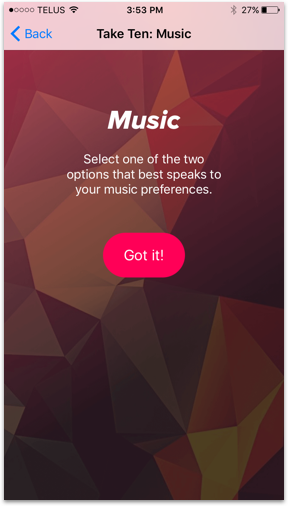 TELUS 3:53 PM 27%
Back Take Ten: Music
Music
Select one of the two
options that best speaks to
your music preferences.
Got it!